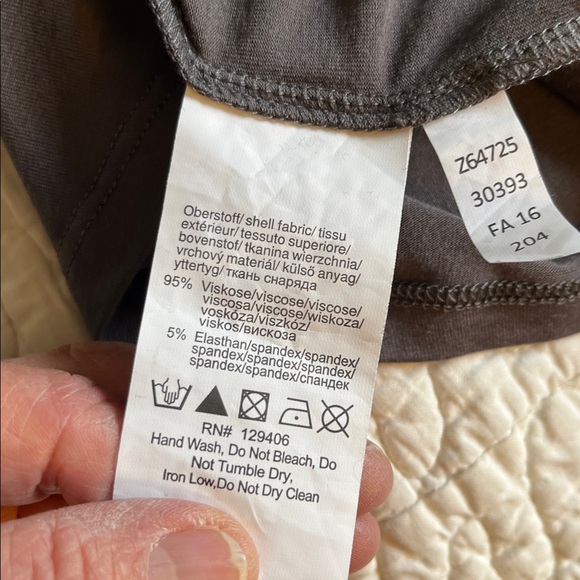 Oberstoff/ shell fabric/ tissu
extérieur/ tessuto superiore/
bovenstof/ tkanina wierzchnia/
vrchový materiál/ külső anyag/
yttertyg/ ткань снаряда
95% Viskose/viscose/viscose/
viscosa/viscose/wiskoza/
voskóza/viszkóz/
viskos/вискоза
5% Elasthan/spandex/spandex/
spandex/spandex/spandex/
spandex/spandex/спандек
RN# 129406
Hand Wash, Do Not Bleach, Do
Not Tumble Dry,
Iron Low,Do Not Dry Clean
Z64725
30393
FA 16
204